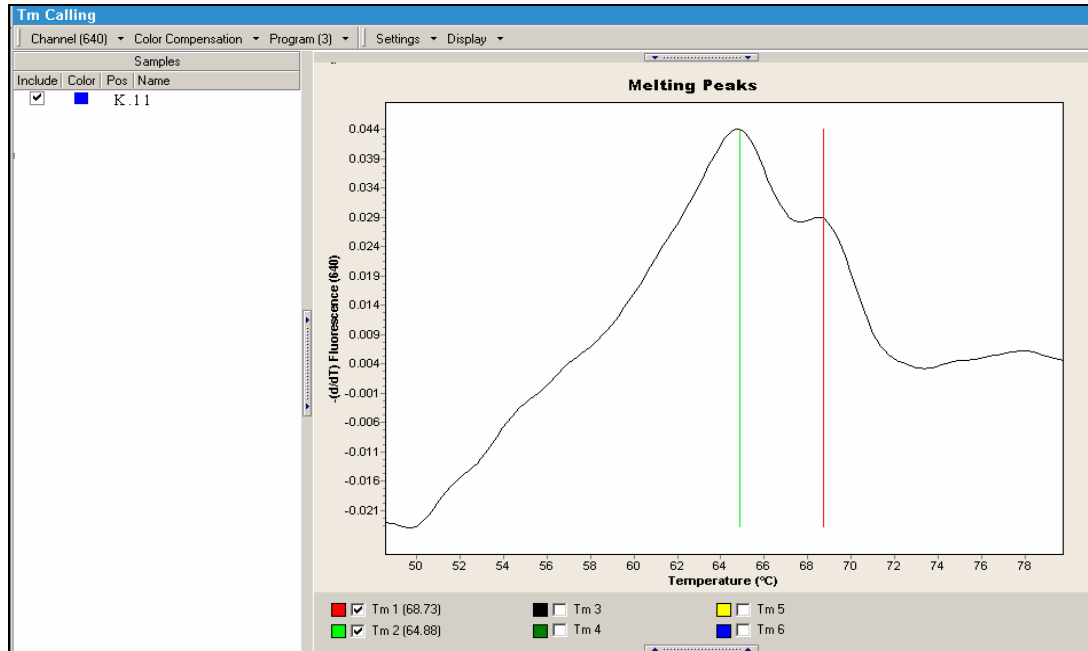 Tm Calling
Channel (640) Color Compensation Program (3) Settings Display
Samples
Include Color Pos Name
K.11
Melting Peaks
0.044
0.039
0.034
0.029
0.024
0.019
0.014
0.009
0.004
-0.001
-0.006
-0.011
-0.016
-0.021
-(d/dT) Fluorescence (640)
50 52 54 56 58 60 62 64 66 68 70 72 74 76 78
Temperature (ºC)
Tm 1 (68.73) Tm 3 Tm 5
Tm 2 (64.88) Tm 4 Tm 6